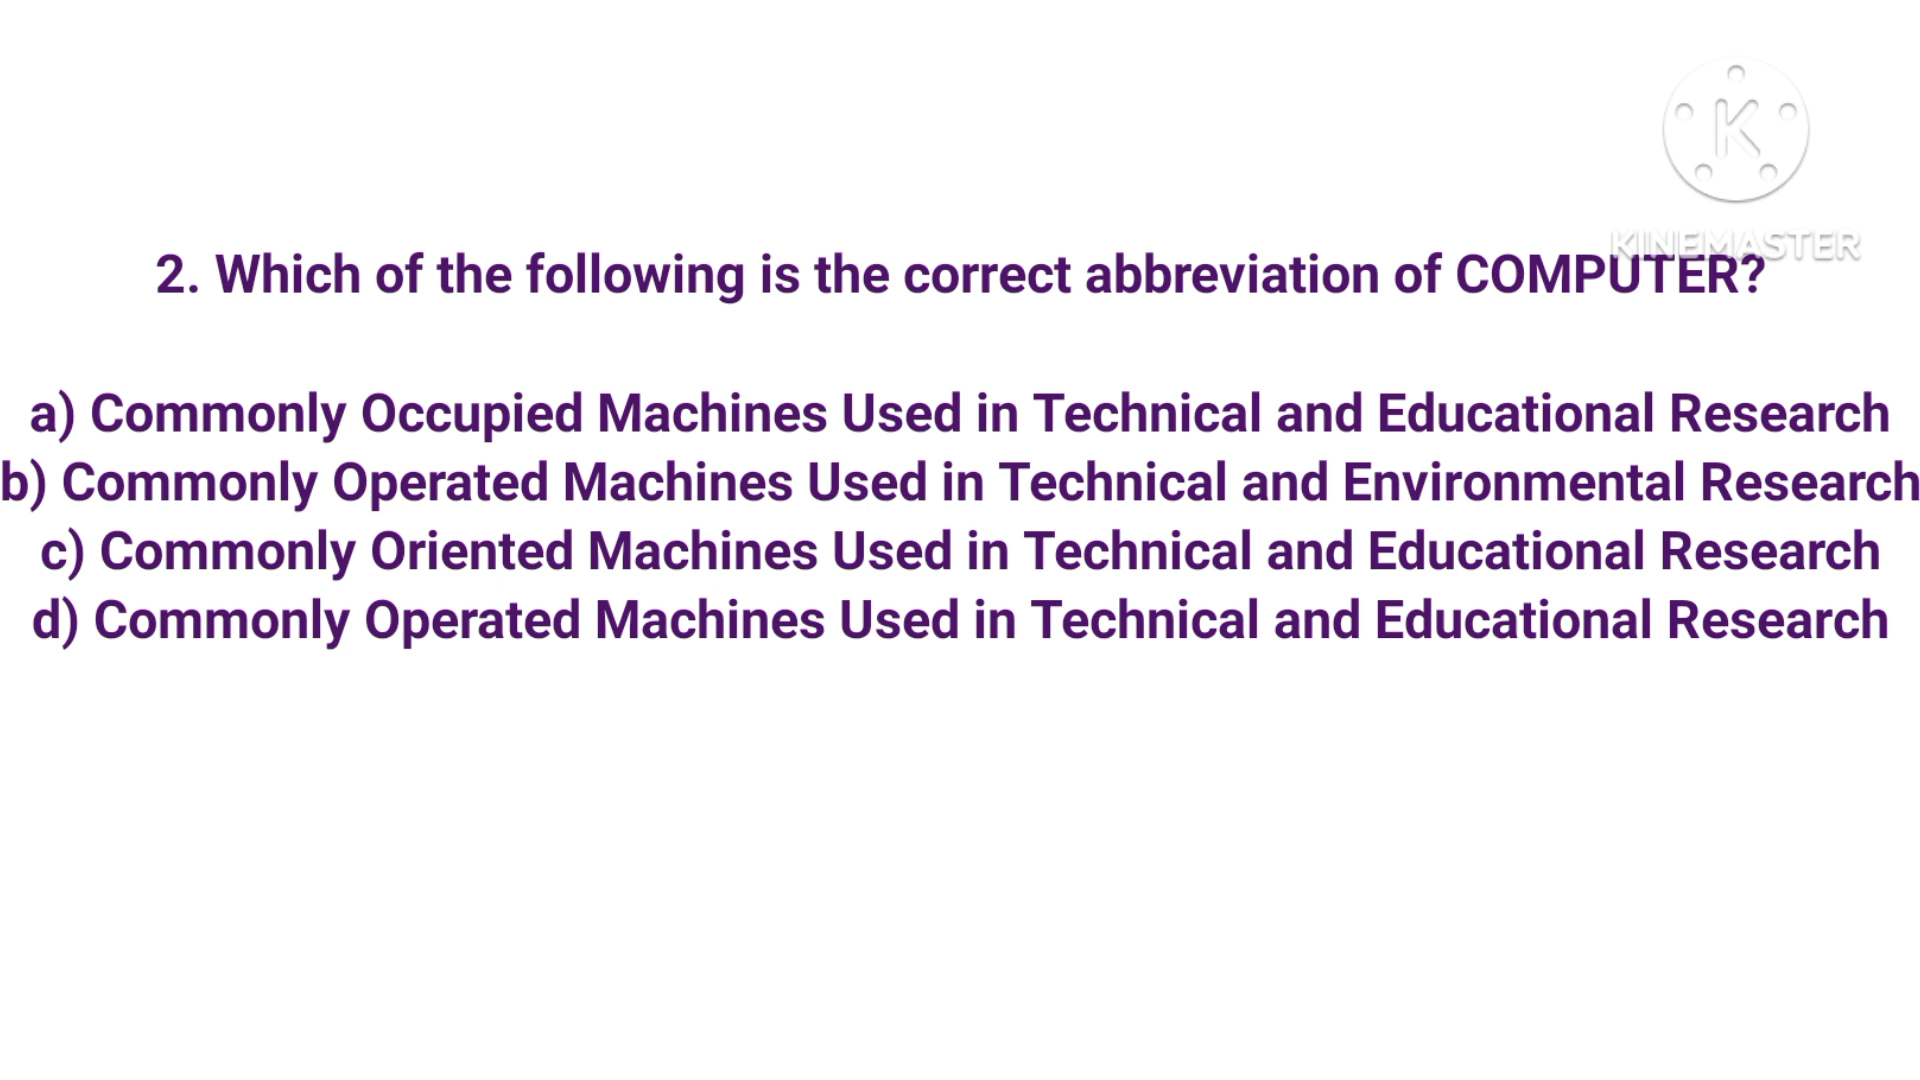 K
KINEMASTER
2. Which of the following is the correct abbreviation of COMPUTER?
a) Commonly Occupied Machines Used in Technical and Educational Research
b) Commonly Operated Machines Used in Technical and Environmental Research
c) Commonly Oriented Machines Used in Technical and Educational Research
d) Commonly Operated Machines Used in Technical and Educational Research